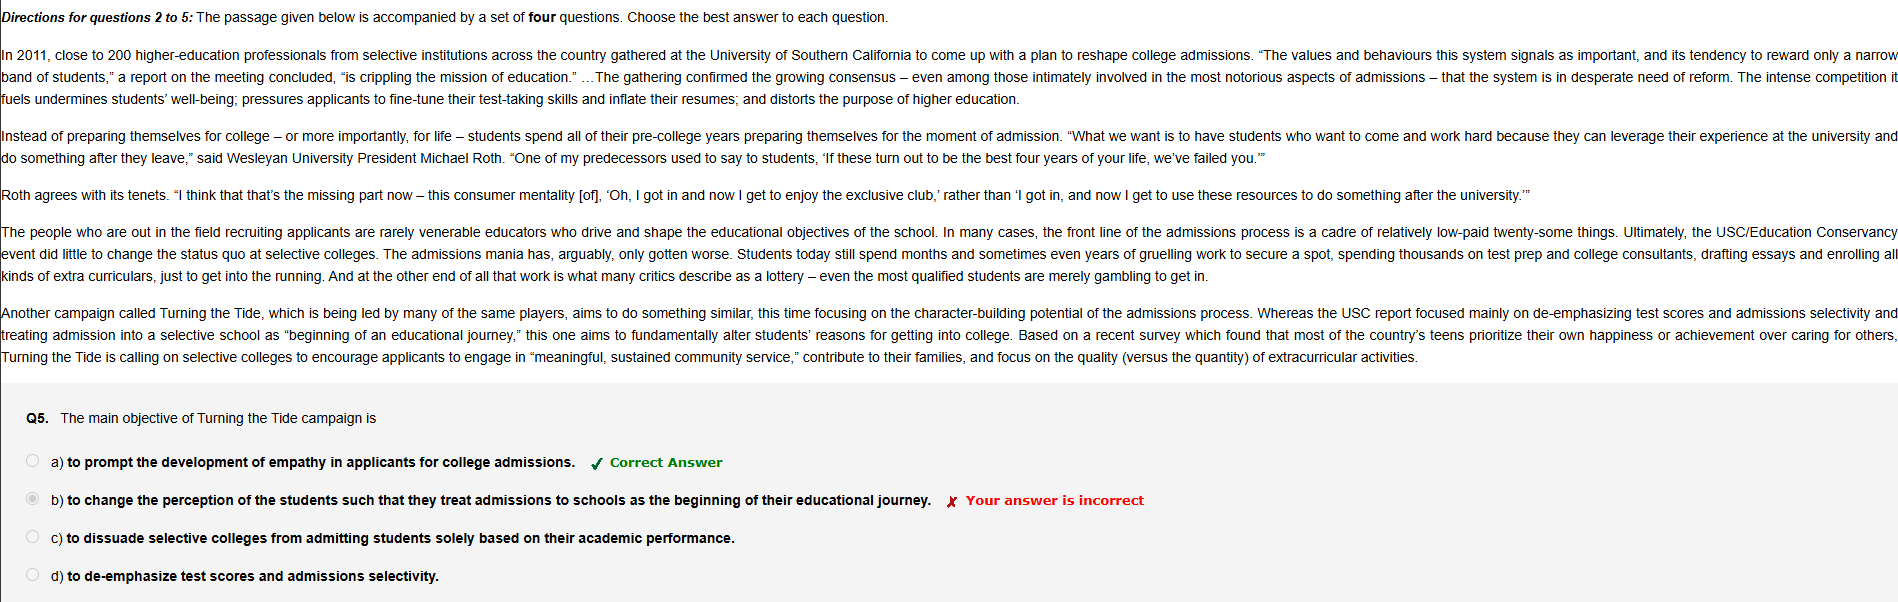 Directions for questions 2 to 5: The passage given below is accompanied by a set of four questions. Choose the best answer to each question.
In 2011, close to 200 higher-education professionals from selective institutions across the country gathered at the University of Southern California to come up with a plan to reshape college admissions. “The values and behaviours this system signals as important, and its tendency to reward only a narrow
band of students,” a report on the meeting concluded, “is crippling the mission of education.” …The gathering confirmed the growing consensus – even among those intimately involved in the most notorious aspects of admissions – that the system is in desperate need of reform. The intense competition it
fuels undermines students’ well-being; pressures applicants to fine-tune their test-taking skills and inflate their resumes; and distorts the purpose of higher education.
Instead of preparing themselves for college – or more importantly, for life – students spend all of their pre-college years preparing themselves for the moment of admission. “What we want is to have students who want to come and work hard because they can leverage their experience at the university and
do something after they leave,” said Wesleyan University President Michael Roth. “One of my predecessors used to say to students, ‘If these turn out to be the best four years of your life, we’ve failed you.’”
Roth agrees with its tenets. “I think that that’s the missing part now – this consumer mentality [of], ‘Oh, I got in and now I get to enjoy the exclusive club,’ rather than ‘I got in, and now I get to use these resources to do something after the university.’”
The people who are out in the field recruiting applicants are rarely venerable educators who drive and shape the educational objectives of the school. In many cases, the front line of the admissions process is a cadre of relatively low-paid twenty-some things. Ultimately, the USC/Education Conservancy
event did little to change the status quo at selective colleges. The admissions mania has, arguably, only gotten worse. Students today still spend months and sometimes even years of gruelling work to secure a spot, spending thousands on test prep and college consultants, drafting essays and enrolling all
kinds of extra curriculars, just to get into the running. And at the other end of all that work is what many critics describe as a lottery – even the most qualified students are merely gambling to get in.
Another campaign called Turning the Tide, which is being led by many of the same players, aims to do something similar, this time focusing on the character-building potential of the admissions process. Whereas the USC report focused mainly on de-emphasizing test scores and admissions selectivity and
treating admission into a selective school as “beginning of an educational journey,” this one aims to fundamentally alter students’ reasons for getting into college. Based on a recent survey which found that most of the country’s teens prioritize their own happiness or achievement over caring for others,
Turning the Tide is calling on selective colleges to encourage applicants to engage in “meaningful, sustained community service,” contribute to their families, and focus on the quality (versus the quantity) of extracurricular activities.
Q5. The main objective of Turning the Tide campaign is
a) to prompt the development of empathy in applicants for college admissions. ✓ Correct Answer
b) to change the perception of the students such that they treat admissions to schools as the beginning of their educational journey. ✗ Your answer is incorrect
c) to dissuade selective colleges from admitting students solely based on their academic performance.
d) to de-emphasize test scores and admissions selectivity.